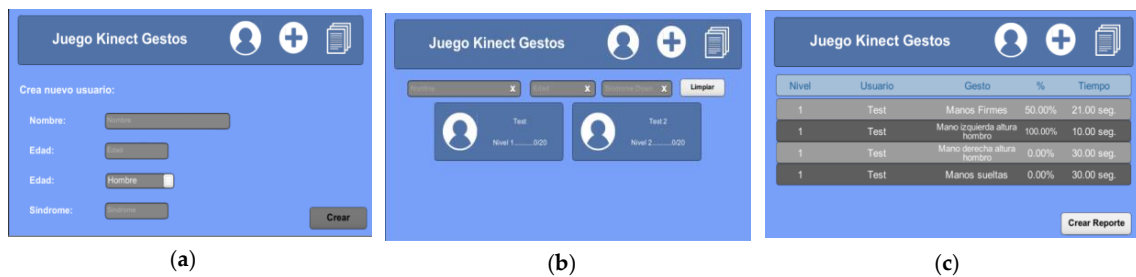 Juego Kinect Gestos
Crea nuevo usuario:
Nombre:
Nombre
Edad:
Edad
Edad:
Hombre
Sindrome:
Sindrome
Crear
(a)
Juego Kinect Gestos
Nombre X Edad X Sindrome Down X Limpiar
Test
Nivel 1..........0/20
Test 2
Nivel 2..........0/20
(b)
Juego Kinect Gestos
Nivel Usuario Gesto % Tiempo
1 Test Manos Firmes 50.00% 21.00 seg.
1 Test Mano izquierda altura hombro 100.00% 10.00 seg.
1 Test Mano derecha altura hombro 0.00% 30.00 seg.
1 Test Manos sueltas 0.00% 30.00 seg.
Crear Reporte
(c)